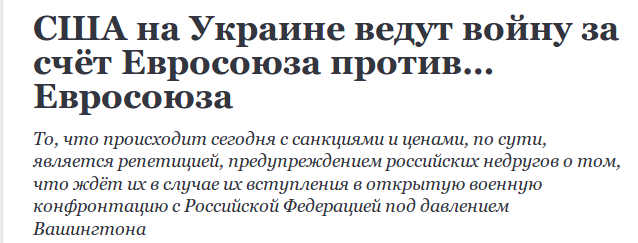 США на Украине ведут войну за
счёт Евросоюза против...
Евросоюза
То, что происходит сегодня с санкциями и ценами, по сути,
является репетицией, предупреждением российских недругов о том,
что ждёт их в случае их вступления в открытую военную
конфронтацию с Российской Федерацией под давлением
Вашингтона